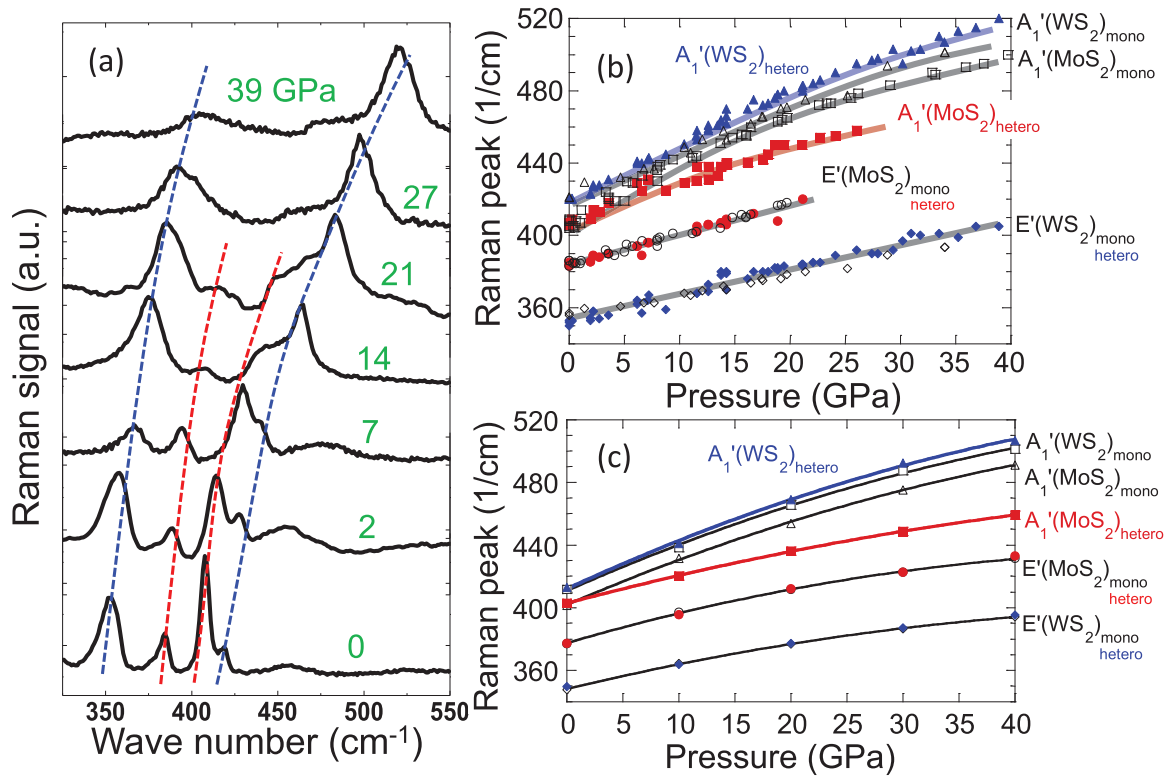 (a)
39 GPa
27
21
14
7
2
0
Raman signal (a.u.)
350 400 450 500 550
Wave number (cm-1)
(b)
520
480
440
400
360
Raman peak (1/cm)
A1'(WS2)hetero
A1'(WS2)mono
A1'(MoS2)mono
A1'(MoS2)hetero
E'(MoS2)mono
netero
E'(WS2)mono
hetero
0 5 10 15 20 25 30 35 40
Pressure (GPa)
(c)
520
480
440
400
360
Raman peak (1/cm)
A1'(WS2)hetero
A1'(WS2)mono
A1'(MoS2)mono
A1'(MoS2)hetero
E'(MoS2)mono
hetero
E'(WS2)mono
hetero
0 5 10 15 20 25 30 35 40
Pressure (GPa)